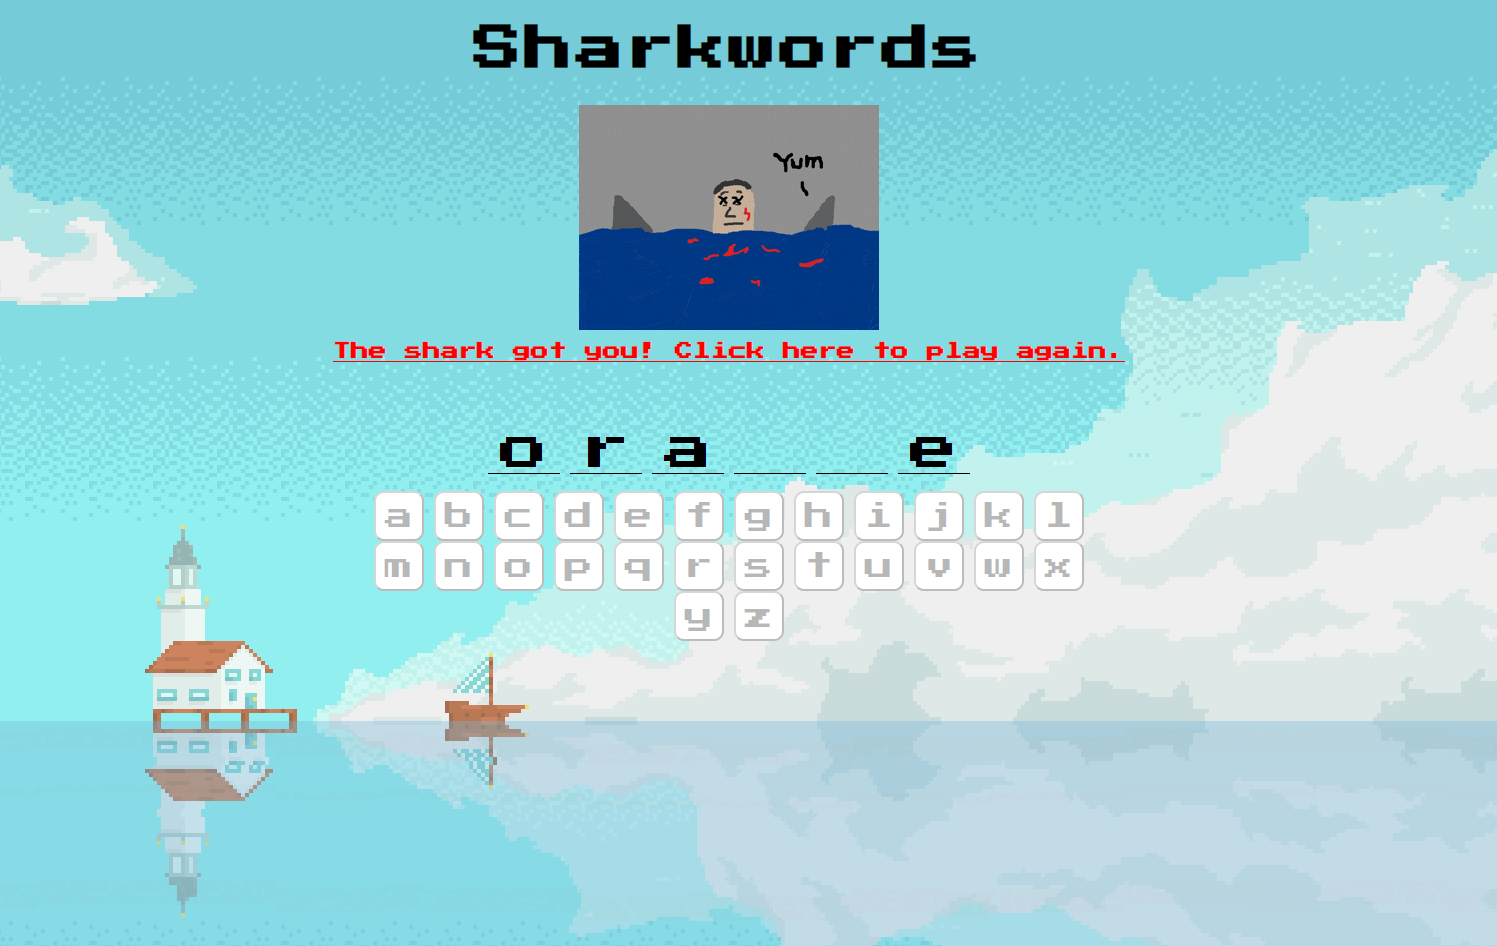 Sharkwords
Yum
The shark got you! Click here to play again.
o r a _ _ e
a b c d e f g h i j k l
m n o p q r s t u v w x
y z